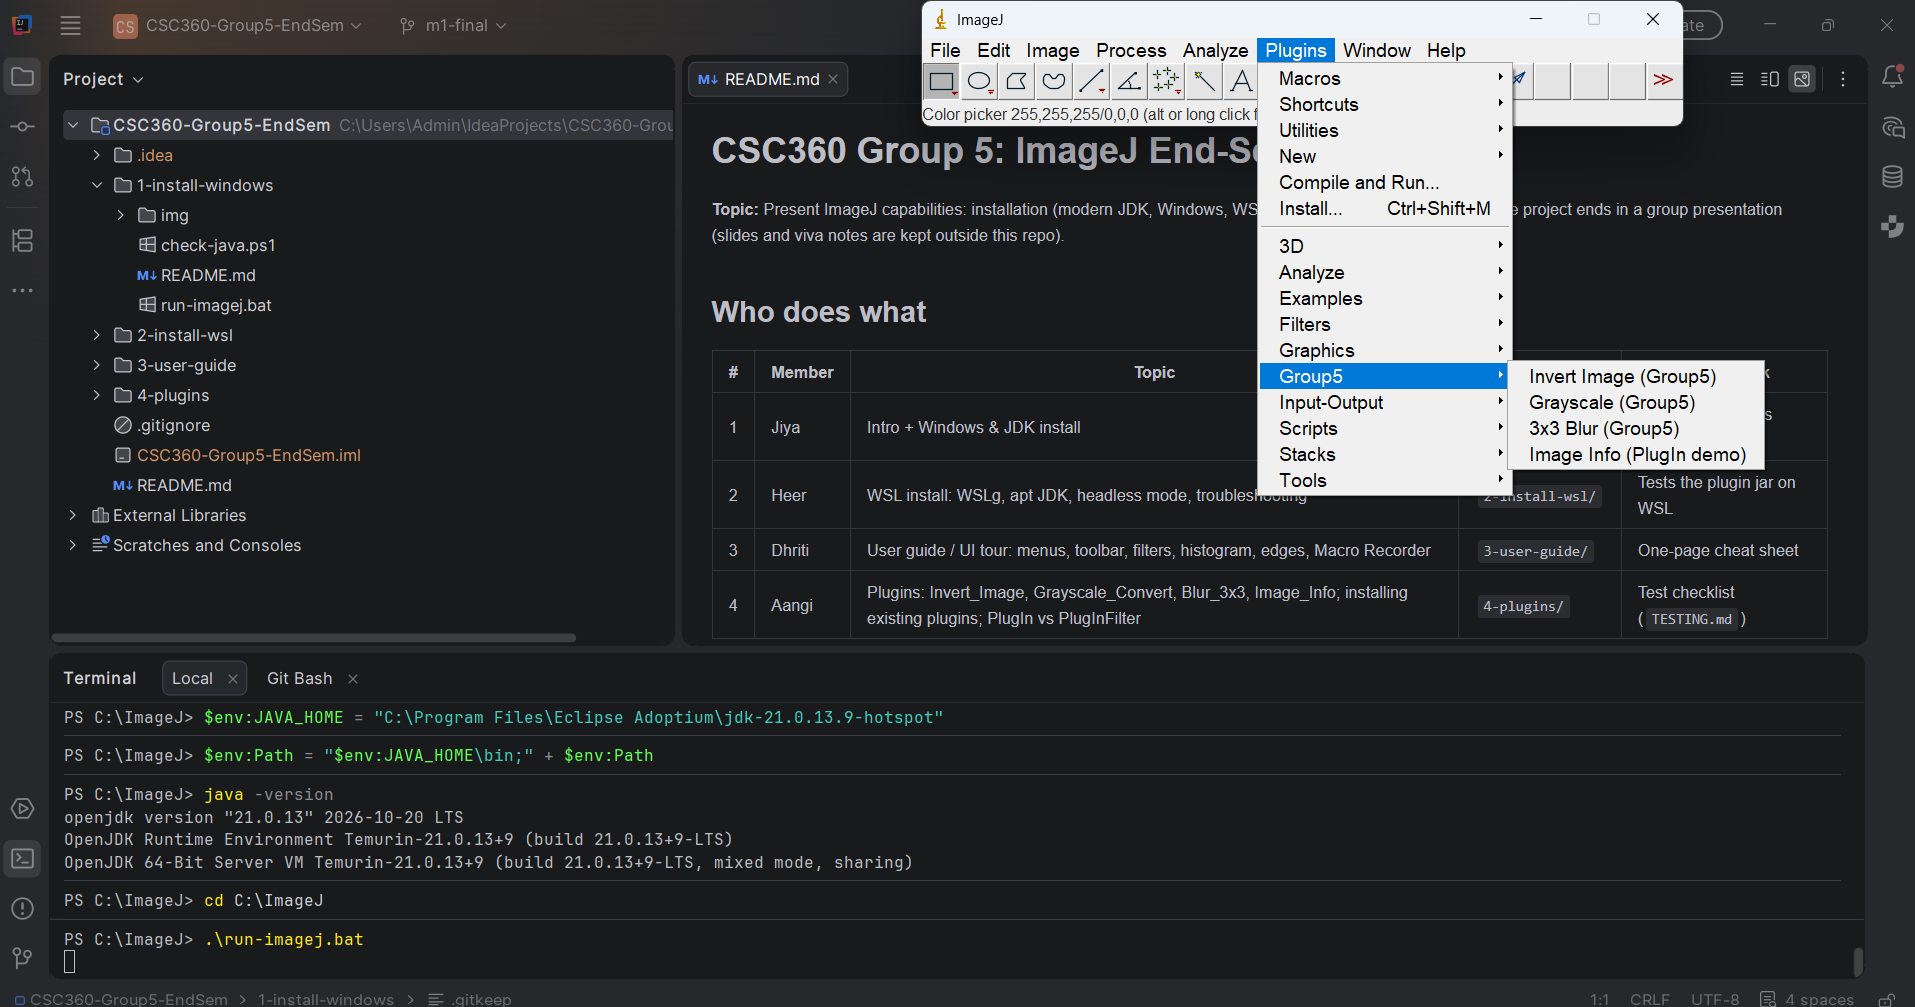 CS CSC360-Group5-EndSem m1-final
ImageJ
File Edit Image Process Analyze Plugins Window Help
Color picker 255,255,255/0,0,0 (alt or long click f
Macros
Shortcuts
Utilities
New
Compile and Run...
Install... Ctrl+Shift+M
3D
Analyze
Examples
Filters
Graphics
Group5
Input-Output
Scripts
Stacks
Tools
Invert Image (Group5)
Grayscale (Group5)
3x3 Blur (Group5)
Image Info (PlugIn demo)
Project
CSC360-Group5-EndSem C:\Users\Admin\IdeaProjects\CSC360-Grou
.idea
1-install-windows
img
check-java.ps1
M↓ README.md
run-imagej.bat
2-install-wsl
3-user-guide
4-plugins
.gitignore
CSC360-Group5-EndSem.iml
M↓ README.md
External Libraries
Scratches and Consoles
M↓ README.md
CSC360 Group 5: ImageJ End-S
Topic: Present ImageJ capabilities: installation (modern JDK, Windows, WS e project ends in a group presentation
(slides and viva notes are kept outside this repo).
Who does what
# Member Topic
1 Jiya Intro + Windows & JDK install
2 Heer WSL install: WSLg, apt JDK, headless mode, troubleshooting 2-install-wsl/ Tests the plugin jar on
WSL
3 Dhriti User guide / UI tour: menus, toolbar, filters, histogram, edges, Macro Recorder 3-user-guide/ One-page cheat sheet
4 Aangi Plugins: Invert_Image, Grayscale_Convert, Blur_3x3, Image_Info; installing
existing plugins; PlugIn vs PlugInFilter 4-plugins/ Test checklist
( TESTING.md )
Terminal Local Git Bash
PS C:\ImageJ> $env:JAVA_HOME = "C:\Program Files\Eclipse Adoptium\jdk-21.0.13.9-hotspot"
PS C:\ImageJ> $env:Path = "$env:JAVA_HOME\bin;" + $env:Path
PS C:\ImageJ> java -version
openjdk version "21.0.13" 2026-10-20 LTS
OpenJDK Runtime Environment Temurin-21.0.13+9 (build 21.0.13+9-LTS)
OpenJDK 64-Bit Server VM Temurin-21.0.13+9 (build 21.0.13+9-LTS, mixed mode, sharing)
PS C:\ImageJ> cd C:\ImageJ
PS C:\ImageJ> .\run-imagej.bat
CSC360-Group5-EndSem > 1-install-windows > .gitkeep
1:1 CRLF UTF-8 4 spaces